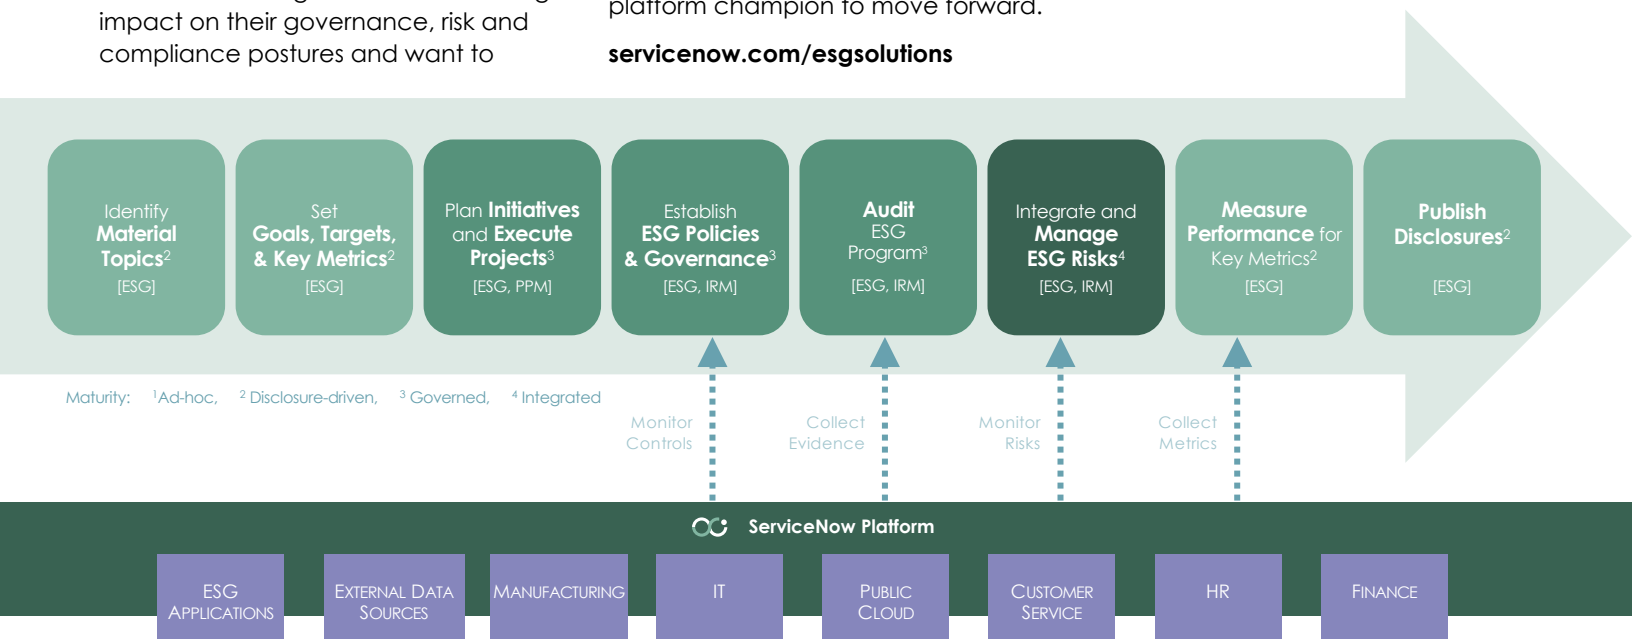 impact on their governance, risk and
compliance postures and want to
platform champion to move forward.
servicenow.com/esgsolutions
Identify
Material
Topics2
[ESG]
Set
Goals, Targets,
& Key Metrics2
[ESG]
Plan Initiatives
and Execute
Projects3
[ESG, PPM]
Establish
ESG Policies
& Governance3
[ESG, IRM]
Audit
ESG
Program3
[ESG, IRM]
Integrate and
Manage
ESG Risks4
[ESG, IRM]
Measure
Performance for
Key Metrics2
[ESG]
Publish
Disclosures2
[ESG]
Maturity: 1Ad-hoc, 2 Disclosure-driven, 3 Governed, 4 Integrated
Monitor
Controls
Collect
Evidence
Monitor
Risks
Collect
Metrics
ServiceNow Platform
ESG
Applications
External Data
Sources
Manufacturing
IT
Public
Cloud
Customer
Service
HR
Finance